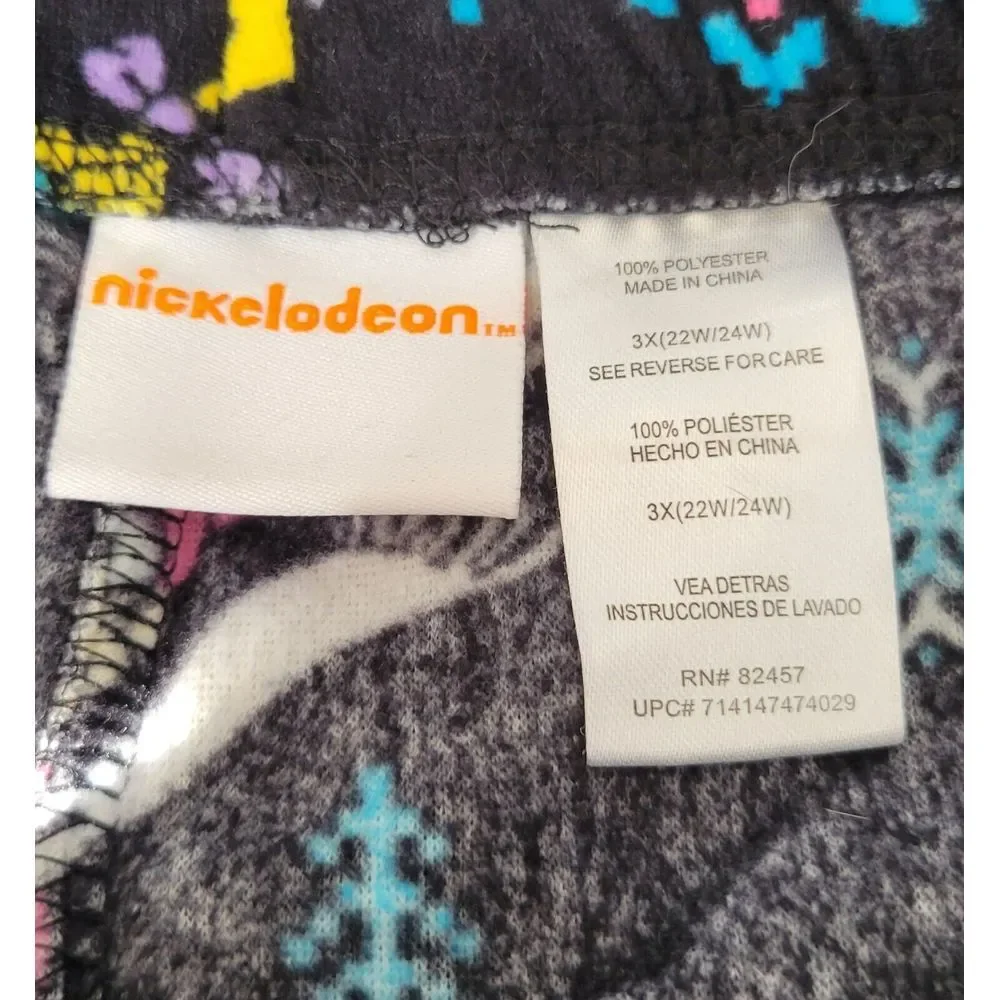 nickelodeon TM
100% POLYESTER
MADE IN CHINA
3X(22W/24W)
SEE REVERSE FOR CARE
100% POLIÉSTER
HECHO EN CHINA
3X(22W/24W)
VEA DETRAS
INSTRUCCIONES DE LAVADO
RN# 82457
UPC# 714147474029